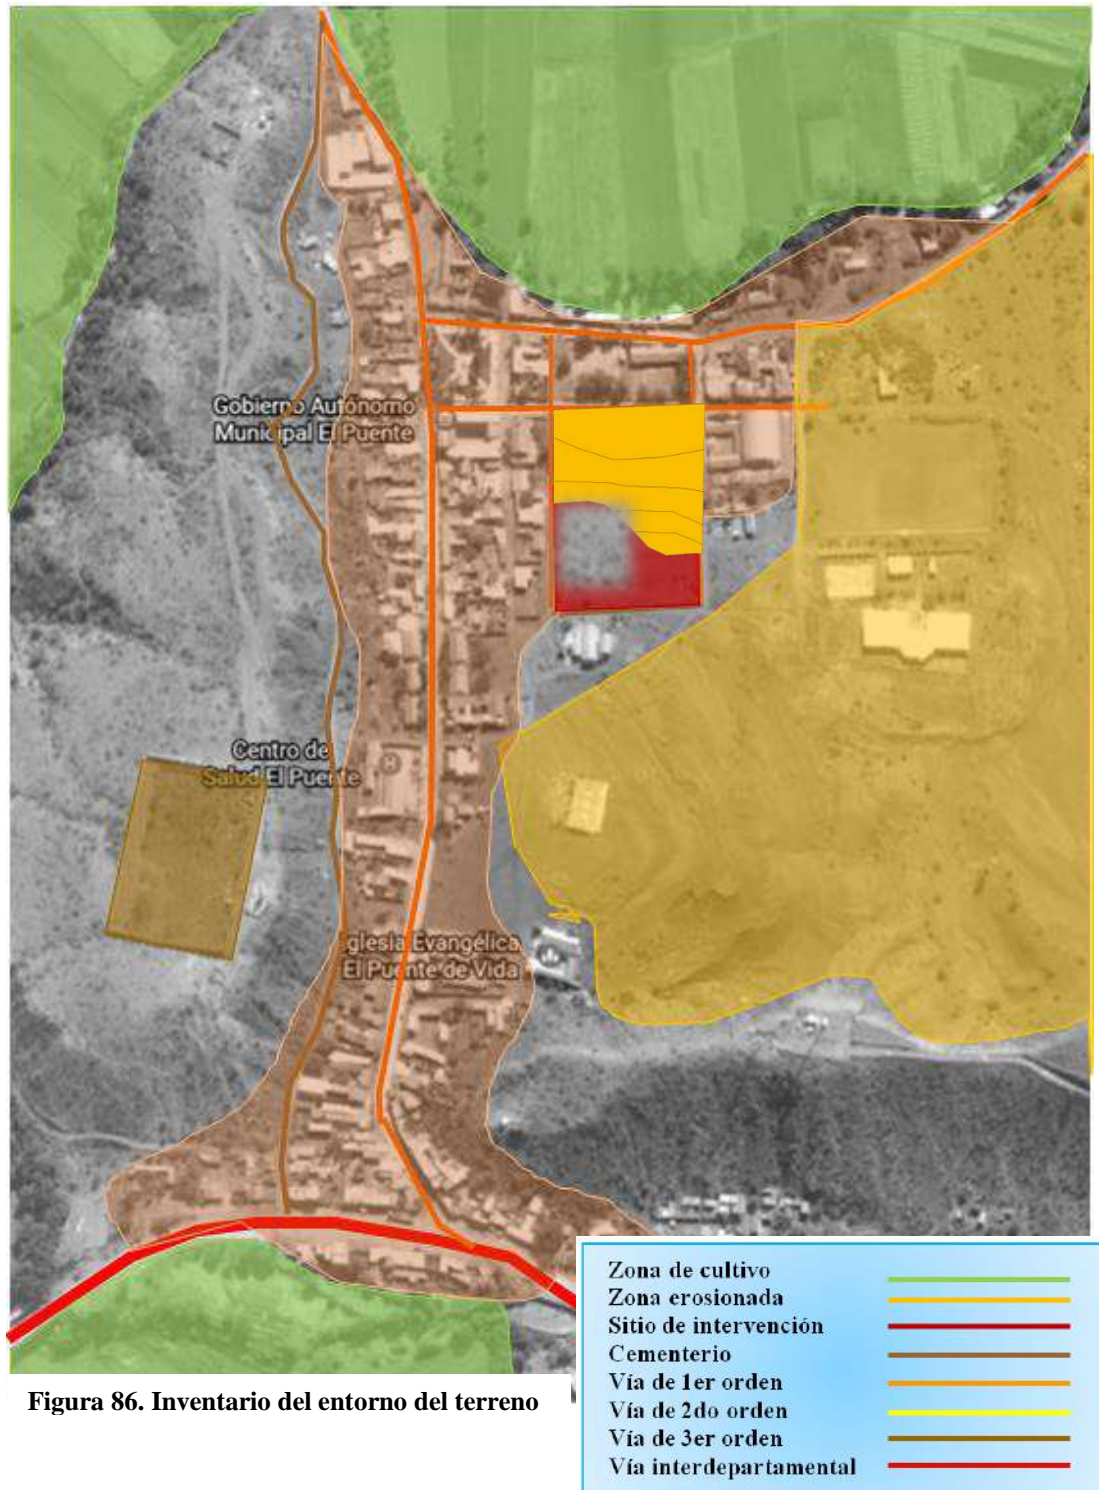 Gobierno Autónomo
Municipal El Puente
Centro de
Salud El Puente
H
glesia Evangélica
El Puente de Vida
Figura 86. Inventario del entorno del terreno
Zona de cultivo
Zona erosionada
Sitio de intervención
Cementerio
Vía de 1er orden
Vía de 2do orden
Vía de 3er orden
Vía interdepartamental